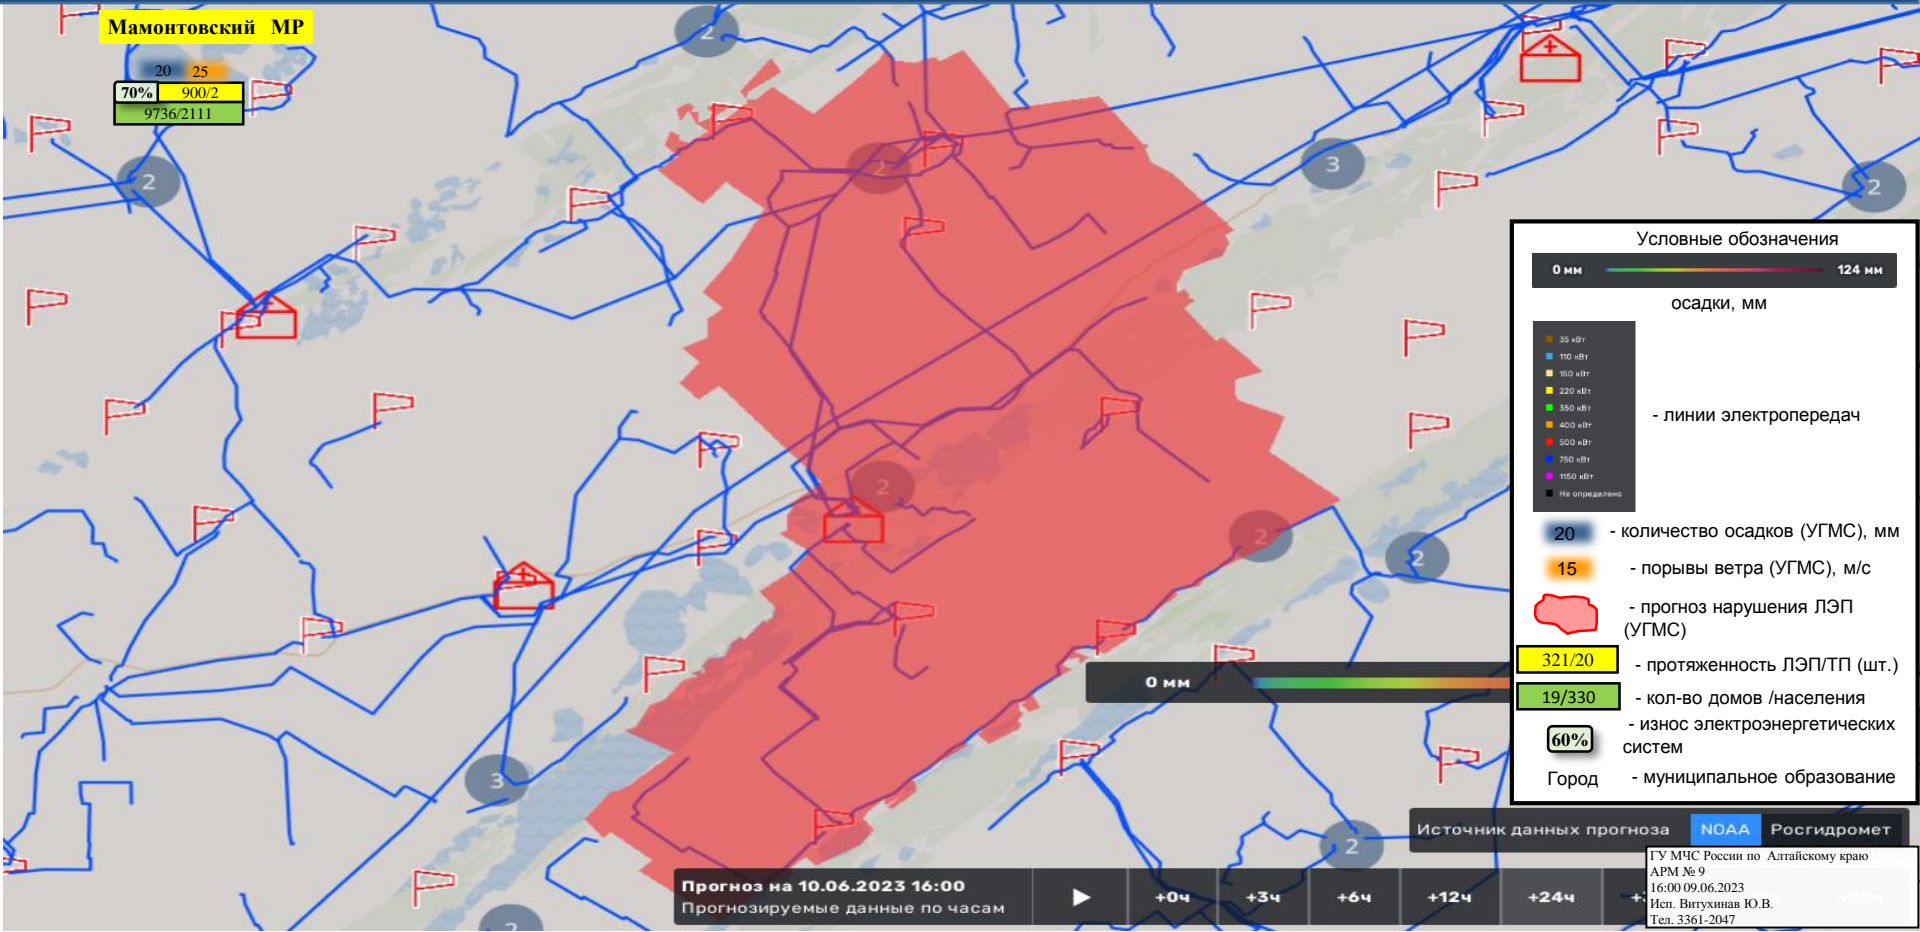 Мамонтовский МР
20 25
70% 900/2
9736/2111
2
2
3
2
2
2
2
2
3
2
2
Условные обозначения
0 мм 124 мм
осадки, мм
35 кВт
110 кВт
150 кВт
220 кВт
350 кВт
400 кВт
500 кВт
750 кВт
1150 кВт
Не определено
- линии электропередач
20 - количество осадков (УГМС), мм
15 - порывы ветра (УГМС), м/с
- прогноз нарушения ЛЭП
(УГМС)
321/20 - протяженность ЛЭП/ТП (шт.)
19/330 - кол-во домов /населения
60% - износ электроэнергетических
систем
Город - муниципальное образование
0 мм
Источник данных прогноза NOAA Росгидромет
Прогноз на 10.06.2023 16:00
Прогнозируемые данные по часам
+0ч +3ч +6ч +12ч +24ч
ГУ МЧС России по Алтайскому краю
АРМ № 9
16:00 09.06.2023
Исп. Витухинав Ю.В.
Тел. 3361-2047